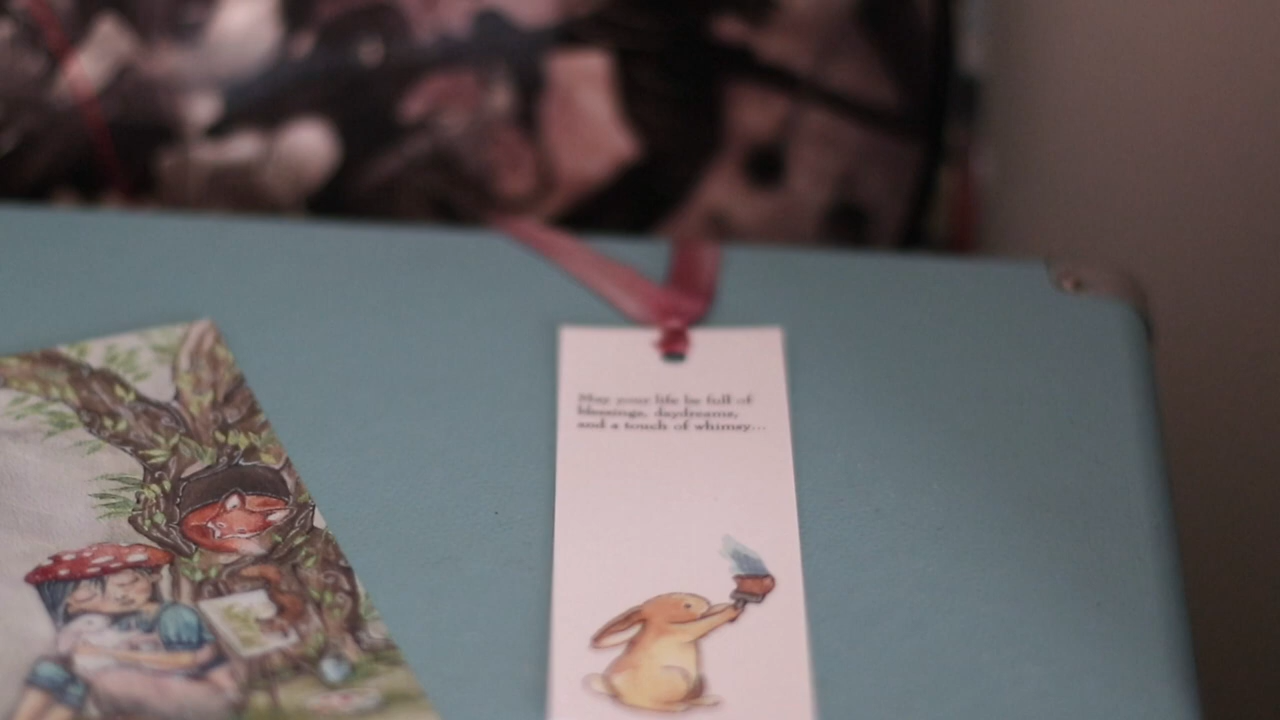 May your life be full of
blessings, daydreams,
and a touch of whimsy...